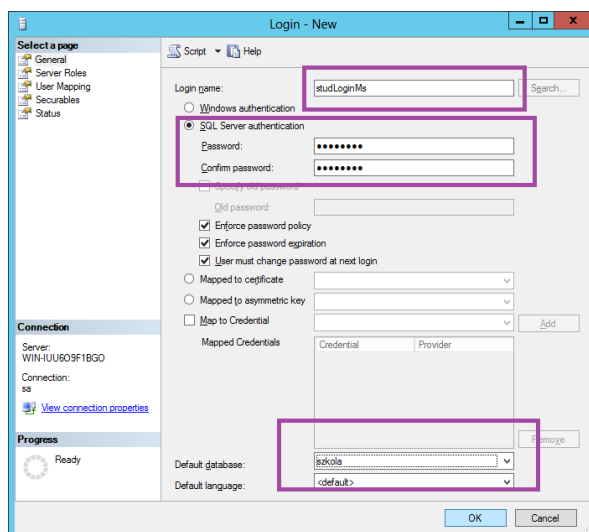 Login - New
Select a page
General
Server Roles
User Mapping
Securables
Status
Script Help
Login name: studLoginMs Search...
Windows authentication
SQL Server authentication
Password: ●●●●●●●●
Confirm password: ●●●●●●●●
Specify old password
Old password:
Enforce password policy
Enforce password expiration
User must change password at next login
Mapped to certificate
Mapped to asymmetric key
Map to Credential Add
Mapped Credentials Credential Provider
Remove
Default database: szkola
Default language: <default>
Connection
Server:
WIN-IUU6O9F1BGO
Connection:
sa
View connection properties
Progress
Ready
OK Cancel